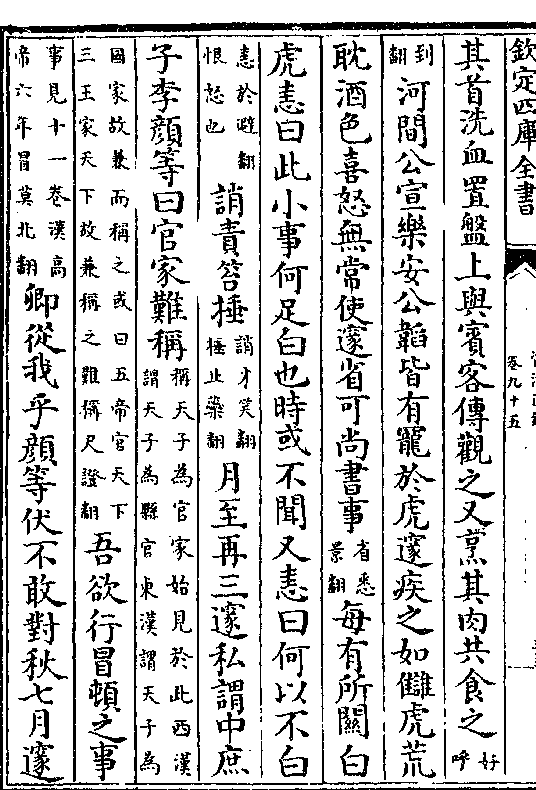 欽定四庫全書
卷九十五
其首洗血置盤上與賓客傳觀之又烹其肉共食之好呼
到翻河間公宣樂安公韜皆有寵於虎邃疾之如讎虎荒
耽酒色喜怒無常使邃省可尚書事省悉景翻每有所關白
虎恚曰此小事何足白也時或不聞又恚曰何以不白
恚於避翻恨怒也誚責笞捶誚才笑翻捶止蘂翻月至再三邃私謂中庶
子李顔等曰官家難稱稱天子為官家始見於此西漢謂天子為縣官東漢謂天子為
國家故兼而稱之或曰五帝官天下三王家天下故兼稱之難稱尺證翻吾欲行冒頓之事
事見十一卷漢高帝六年冒莫北翻卿從我乎顔等伏不敢對秋七月邃